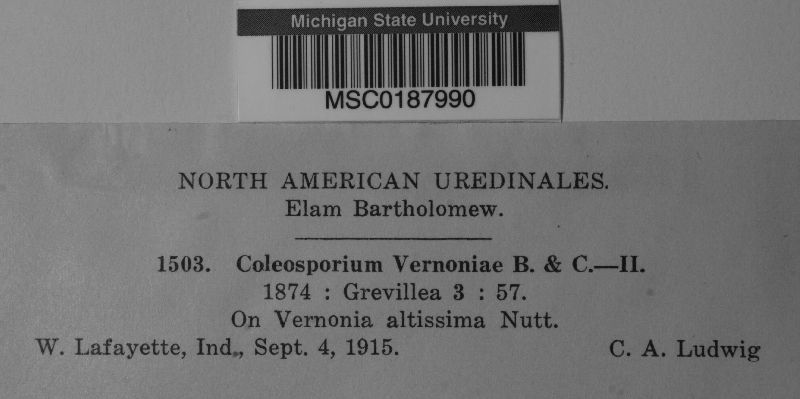 Michigan State University
MSC0187990
NORTH AMERICAN UREDINALES.
Elam Bartholomew.
1503. Coleosporium Vernoniae B. & C.—II.
1874 : Grevillea 3 : 57.
On Vernonia altissima Nutt.
W. Lafayette, Ind., Sept. 4, 1915. C. A. Ludwig